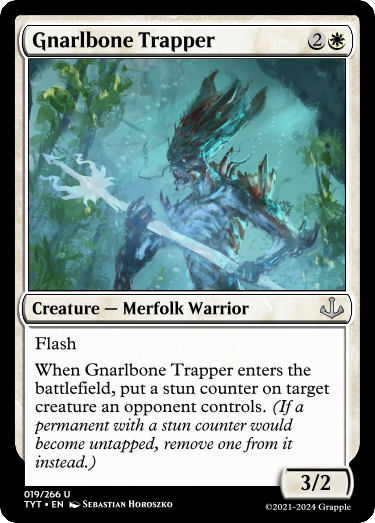 Gnarlbone Trapper 2
Creature — Merfolk Warrior
Flash
When Gnarlbone Trapper enters the
battlefield, put a stun counter on target
creature an opponent controls. (If a
permanent with a stun counter would
become untapped, remove one from it
instead.)
3/2
019/266 U
TYT • EN Sebastian Horoszko
©2021-2024 Grapple